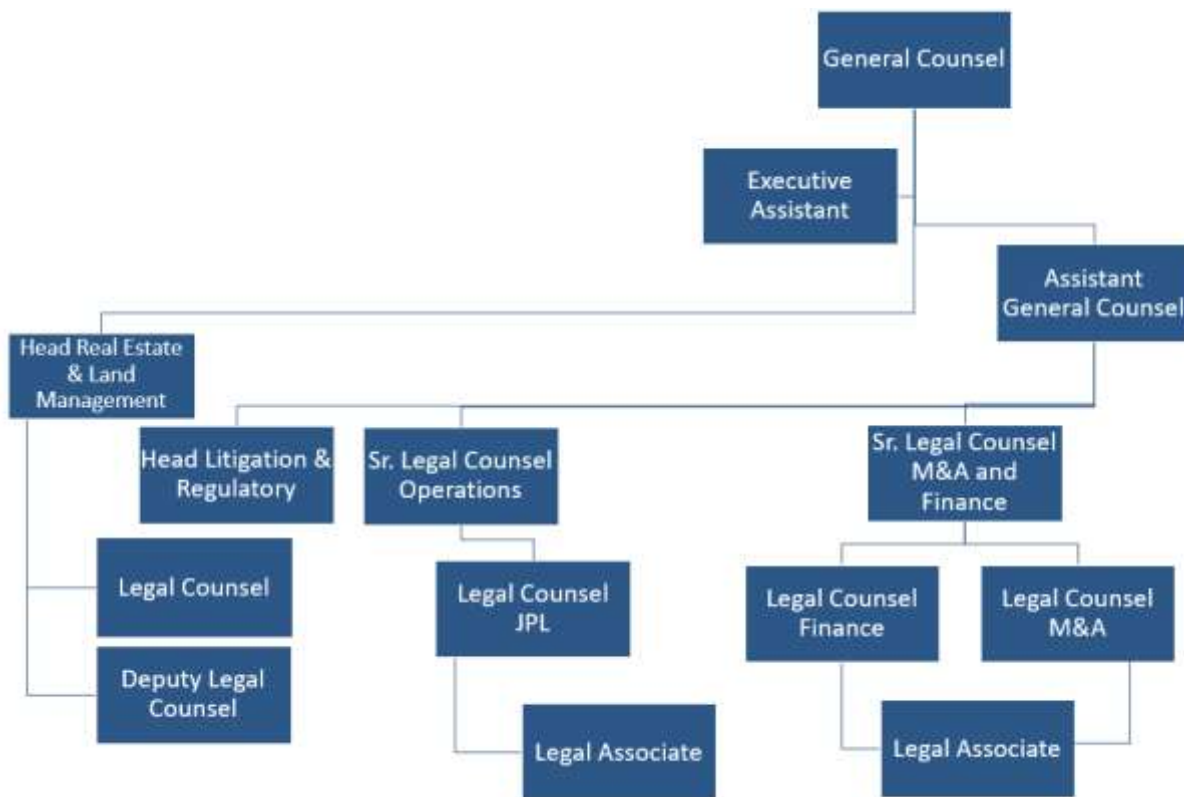 General Counsel
Executive
Assistant
Assistant
General Counsel
Head Real Estate
& Land
Management
Head Litigation &
Regulatory
Sr. Legal Counsel
Operations
Sr. Legal Counsel
M&A and
Finance
Legal Counsel
Deputy Legal
Counsel
Legal Counsel
JPL
Legal Counsel
Finance
Legal Counsel
M&A
Legal Associate
Legal Associate